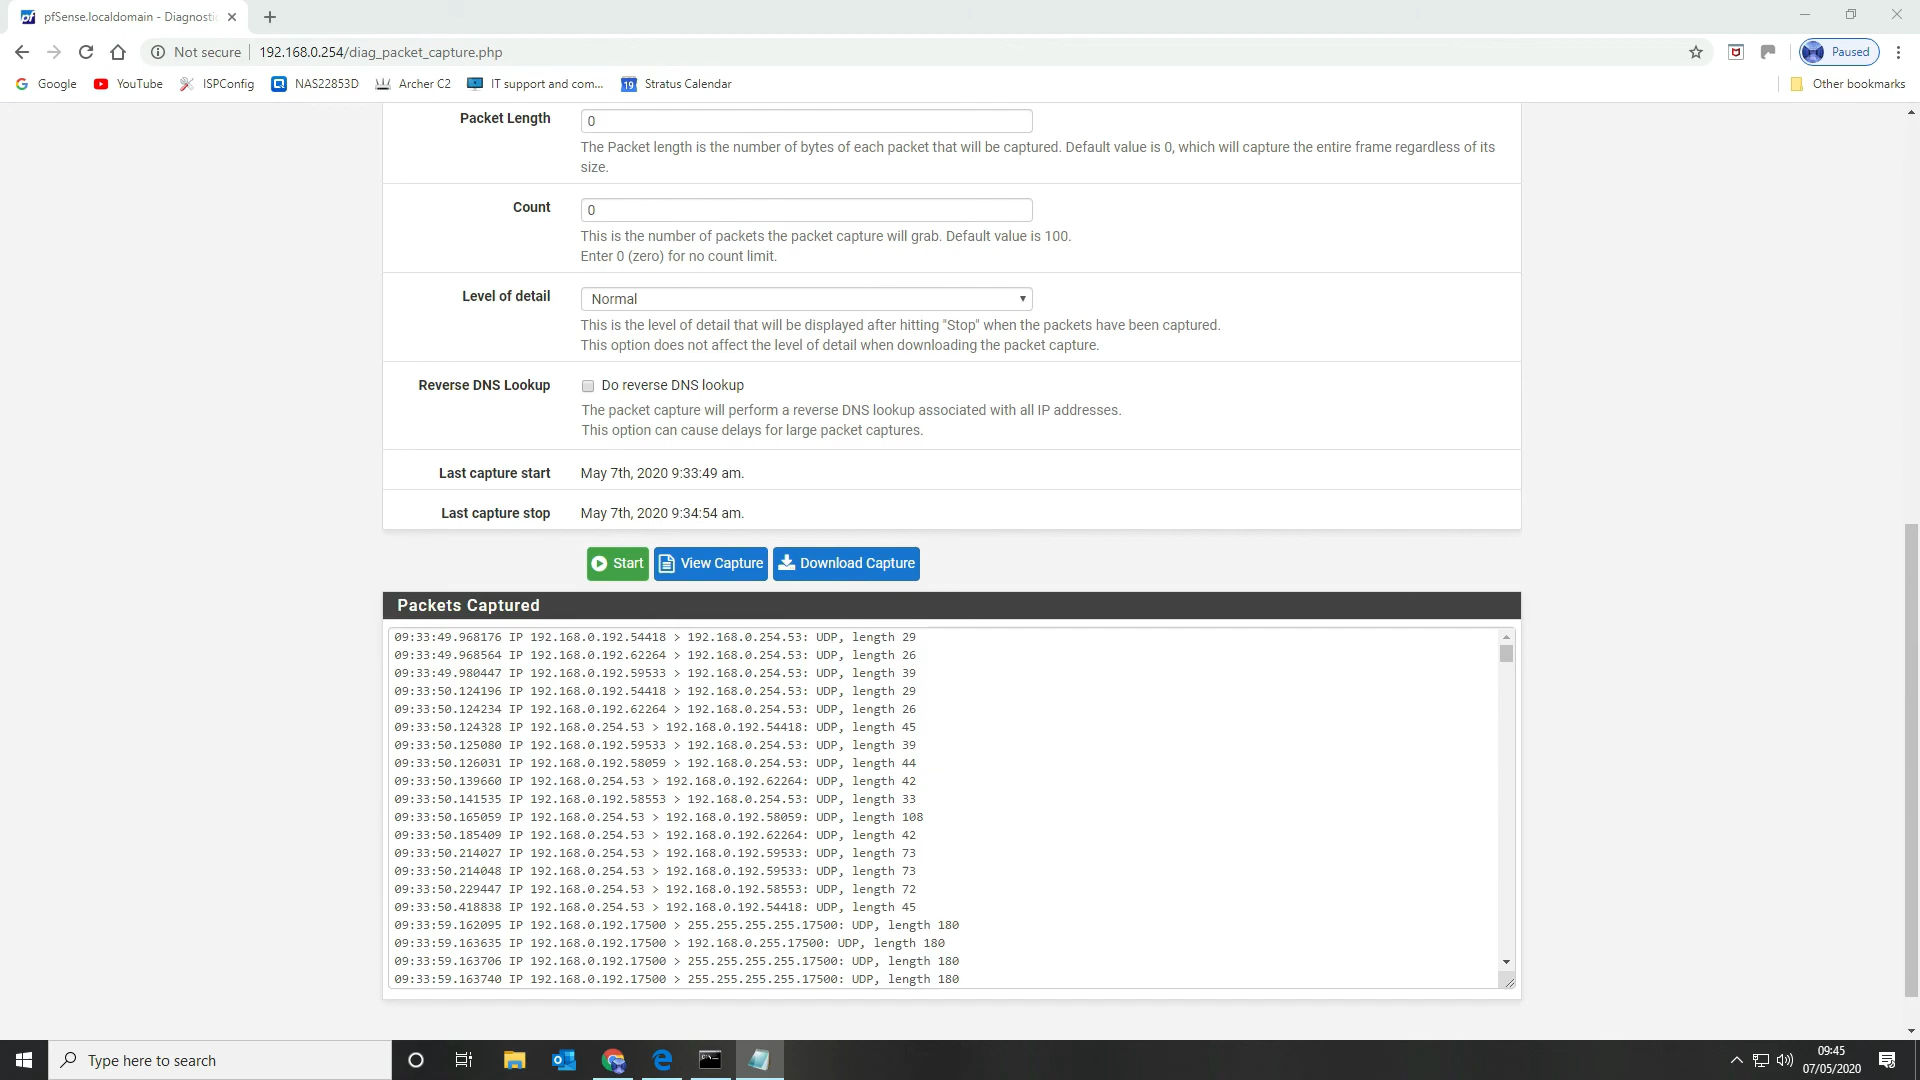 pfSense.localdomain - Diagnostic
Not secure
192.168.0.254/diag_packet_capture.php
Paused
Google
YouTube
ISPConfig
NAS22853D
Archer C2
IT support and com...
19
Stratus Calendar
Other bookmarks
Packet Length
0
The Packet length is the number of bytes of each packet that will be captured. Default value is 0, which will capture the entire frame regardless of its
size.
Count
0
This is the number of packets the packet capture will grab. Default value is 100.
Enter 0 (zero) for no count limit.
Level of detail
Normal
This is the level of detail that will be displayed after hitting "Stop" when the packets have been captured.
This option does not affect the level of detail when downloading the packet capture.
Reverse DNS Lookup
Do reverse DNS lookup
The packet capture will perform a reverse DNS lookup associated with all IP addresses.
This option can cause delays for large packet captures.
Last capture start
May 7th, 2020 9:33:49 am.
Last capture stop
May 7th, 2020 9:34:54 am.
Start
View Capture
Download Capture
Packets Captured
09:33:49.968176 IP 192.168.0.192.54418 > 192.168.0.254.53: UDP, length 29
09:33:49.968564 IP 192.168.0.192.62264 > 192.168.0.254.53: UDP, length 26
09:33:49.980447 IP 192.168.0.192.59533 > 192.168.0.254.53: UDP, length 39
09:33:50.124196 IP 192.168.0.192.54418 > 192.168.0.254.53: UDP, length 29
09:33:50.124234 IP 192.168.0.192.62264 > 192.168.0.254.53: UDP, length 26
09:33:50.124328 IP 192.168.0.254.53 > 192.168.0.192.54418: UDP, length 45
09:33:50.125080 IP 192.168.0.192.59533 > 192.168.0.254.53: UDP, length 39
09:33:50.126031 IP 192.168.0.192.58059 > 192.168.0.254.53: UDP, length 44
09:33:50.139660 IP 192.168.0.254.53 > 192.168.0.192.62264: UDP, length 42
09:33:50.141535 IP 192.168.0.192.58553 > 192.168.0.254.53: UDP, length 33
09:33:50.165059 IP 192.168.0.254.53 > 192.168.0.192.58059: UDP, length 108
09:33:50.185409 IP 192.168.0.254.53 > 192.168.0.192.62264: UDP, length 42
09:33:50.214027 IP 192.168.0.254.53 > 192.168.0.192.59533: UDP, length 73
09:33:50.214048 IP 192.168.0.254.53 > 192.168.0.192.59533: UDP, length 73
09:33:50.229447 IP 192.168.0.254.53 > 192.168.0.192.58553: UDP, length 72
09:33:50.418838 IP 192.168.0.254.53 > 192.168.0.192.54418: UDP, length 45
09:33:59.162095 IP 192.168.0.192.17500 > 255.255.255.255.17500: UDP, length 180
09:33:59.163635 IP 192.168.0.192.17500 > 192.168.0.255.17500: UDP, length 180
09:33:59.163706 IP 192.168.0.192.17500 > 255.255.255.255.17500: UDP, length 180
09:33:59.163740 IP 192.168.0.192.17500 > 255.255.255.255.17500: UDP, length 180
Type here to search
09:45
07/05/2020